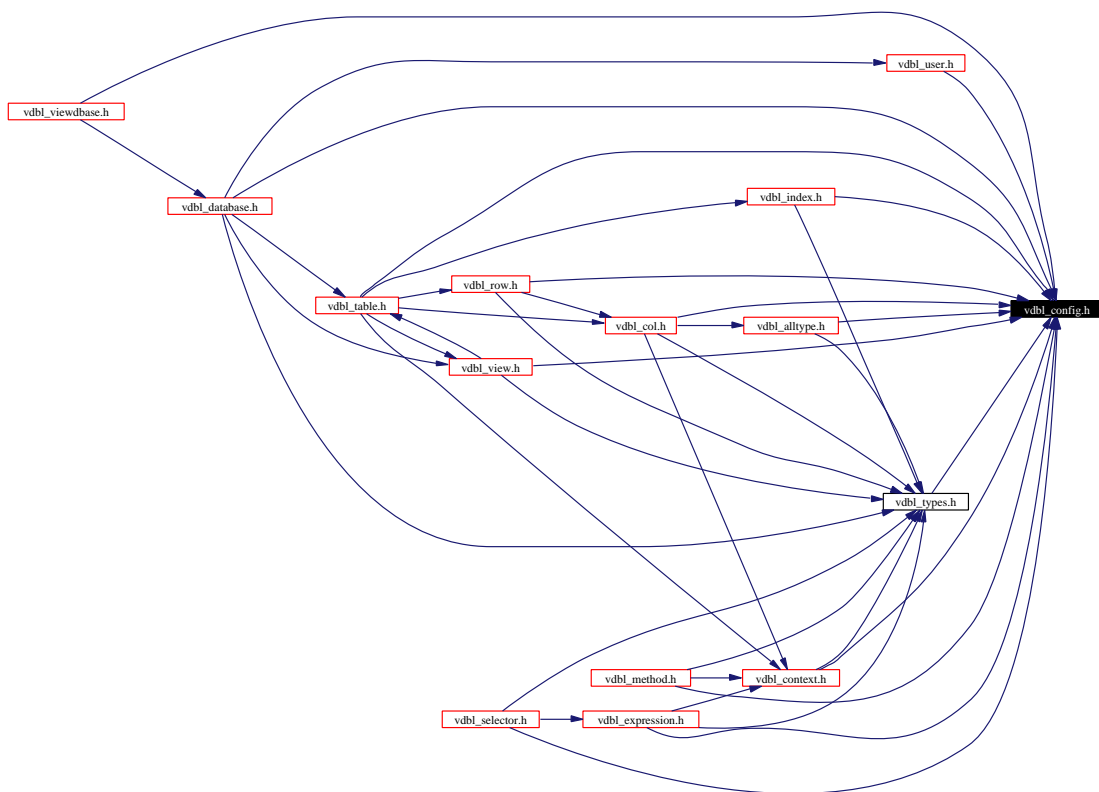 vdbl_user.h
vdbl_viewdbase.h
vdbl_index.h
vdbl_database.h
vdbl_row.h
vdbl_table.h
vdbl_config.h
vdbl_col.h
vdbl_alltype.h
vdbl_view.h
vdbl_types.h
vdbl_method.h
vdbl_context.h
vdbl_selector.h
vdbl_expression.h